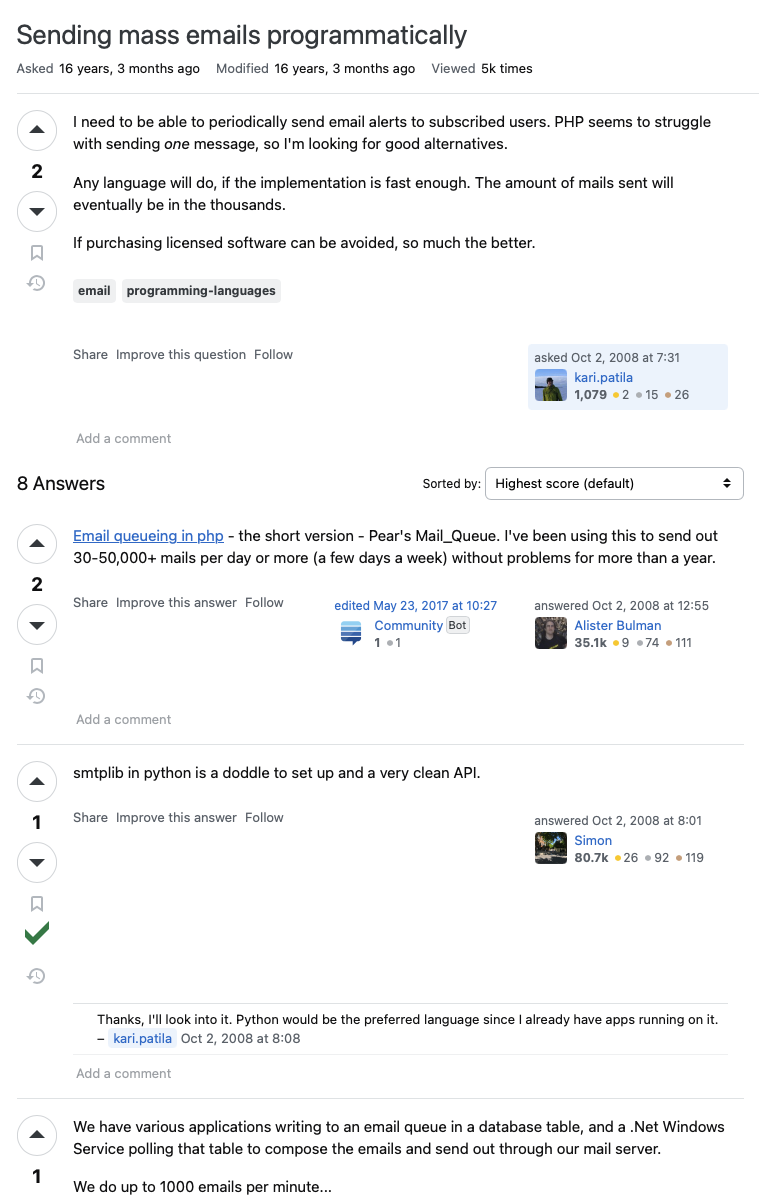 Sending mass emails programmatically
Asked 16 years, 3 months ago Modified 16 years, 3 months ago Viewed 5k times
I need to be able to periodically send email alerts to subscribed users. PHP seems to struggle
with sending one message, so I'm looking for good alternatives.
2
Any language will do, if the implementation is fast enough. The amount of mails sent will
eventually be in the thousands.
If purchasing licensed software can be avoided, so much the better.
email programming-languages
Share Improve this question Follow
asked Oct 2, 2008 at 7:31
kari.patila
1,079 2 15 26
Add a comment
8 Answers
Sorted by: Highest score (default)
Email queueing in php - the short version - Pear's Mail_Queue. I've been using this to send out
30-50,000+ mails per day or more (a few days a week) without problems for more than a year.
2
Share Improve this answer Follow
edited May 23, 2017 at 10:27
Community Bot
1 1
answered Oct 2, 2008 at 12:55
Alister Bulman
35.1k 9 74 111
Add a comment
smtplib in python is a doddle to set up and a very clean API.
1
Share Improve this answer Follow
answered Oct 2, 2008 at 8:01
Simon
80.7k 26 92 119
Thanks, I'll look into it. Python would be the preferred language since I already have apps running on it.
– kari.patila Oct 2, 2008 at 8:08
Add a comment
We have various applications writing to an email queue in a database table, and a .Net Windows
Service polling that table to compose the emails and send out through our mail server.
1
We do up to 1000 emails per minute...